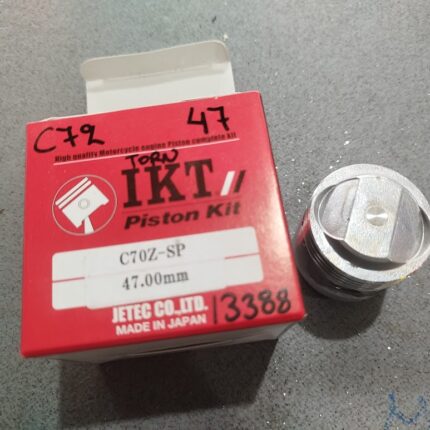 C72 47
High quality Motorcycle engine Piston complete kit
TORN
IKT //
Piston Kit
C70Z-SP
47.00mm
JETEC CO.,LTD.
MADE IN JAPAN
3388